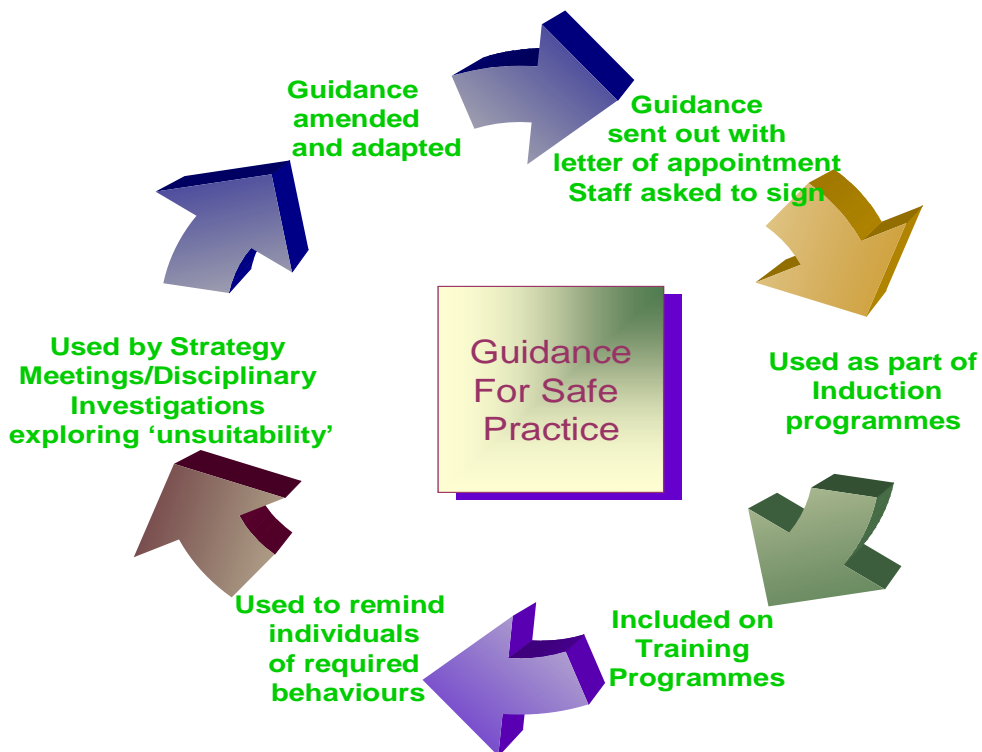 Guidance
amended
and adapted
Guidance
sent out with
letter of appointment
Staff asked to sign
Used as part of
Induction
programmes
Included on
Training
Programmes
Used to remind
individuals
of required
behaviours
Used by Strategy
Meetings/Disciplinary
Investigations
exploring ‘unsuitability’
Guidance
For Safe
Practice